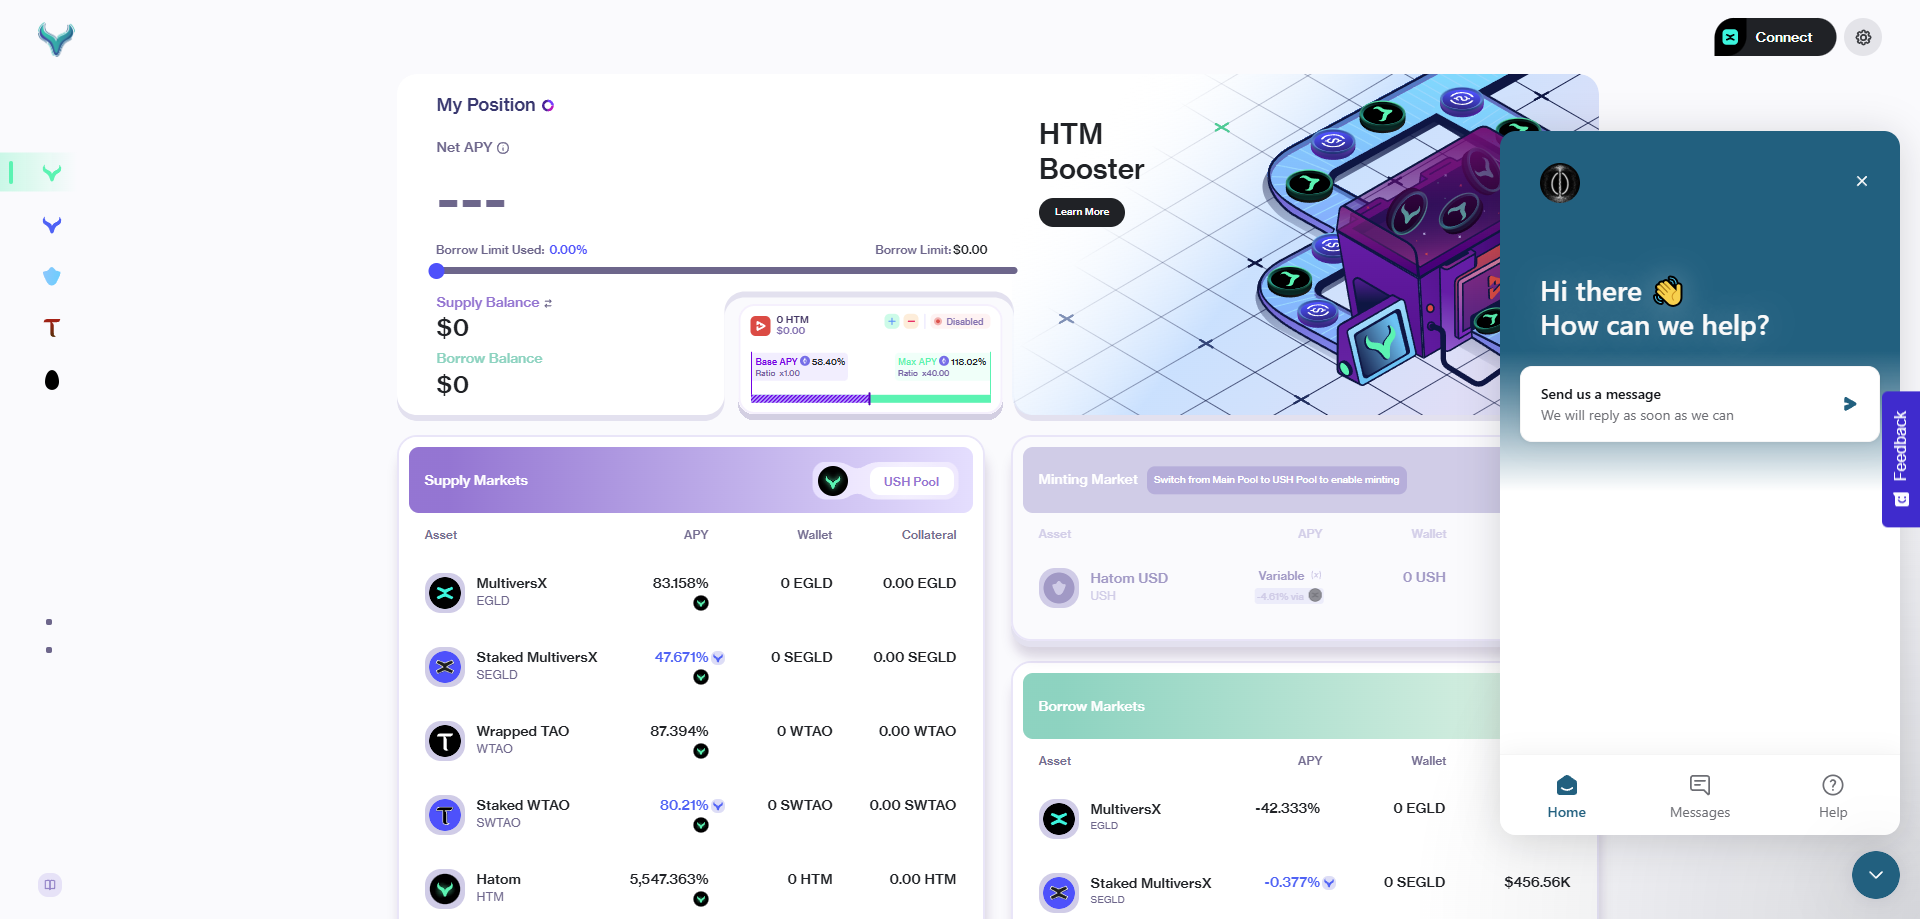 Connect
My Position
Net APY
Borrow Limit Used: 0.00%
Borrow Limit: $0.00
Supply Balance
$0
Borrow Balance
$0
0 HTM
$0.00
+ − Disabled
Base APY 58.40%
Ratio x1.00
Max APY 118.02%
Ratio x40.00
HTM
Booster
Learn More
Supply Markets
USH Pool
Asset APY Wallet Collateral
MultiversX 83.158% 0 EGLD 0.00 EGLD
EGLD
Staked MultiversX 47.671% 0 SEGLD 0.00 SEGLD
SEGLD
Wrapped TAO 87.394% 0 WTAO 0.00 WTAO
WTAO
Staked WTAO 80.21% 0 SWTAO 0.00 SWTAO
SWTAO
Hatom 5,547.363% 0 HTM 0.00 HTM
HTM
Minting Market Switch from Main Pool to USH Pool to enable minting
Asset APY Wallet
Hatom USD Variable (x) 0 USH
USH -4.61% via
Borrow Markets
Asset APY Wallet
MultiversX -42.333% 0 EGLD
EGLD
Staked MultiversX -0.377% 0 SEGLD $456.56K
SEGLD
Hi there 👋
How can we help?
Send us a message
We will reply as soon as we can
Home Messages Help
Feedback